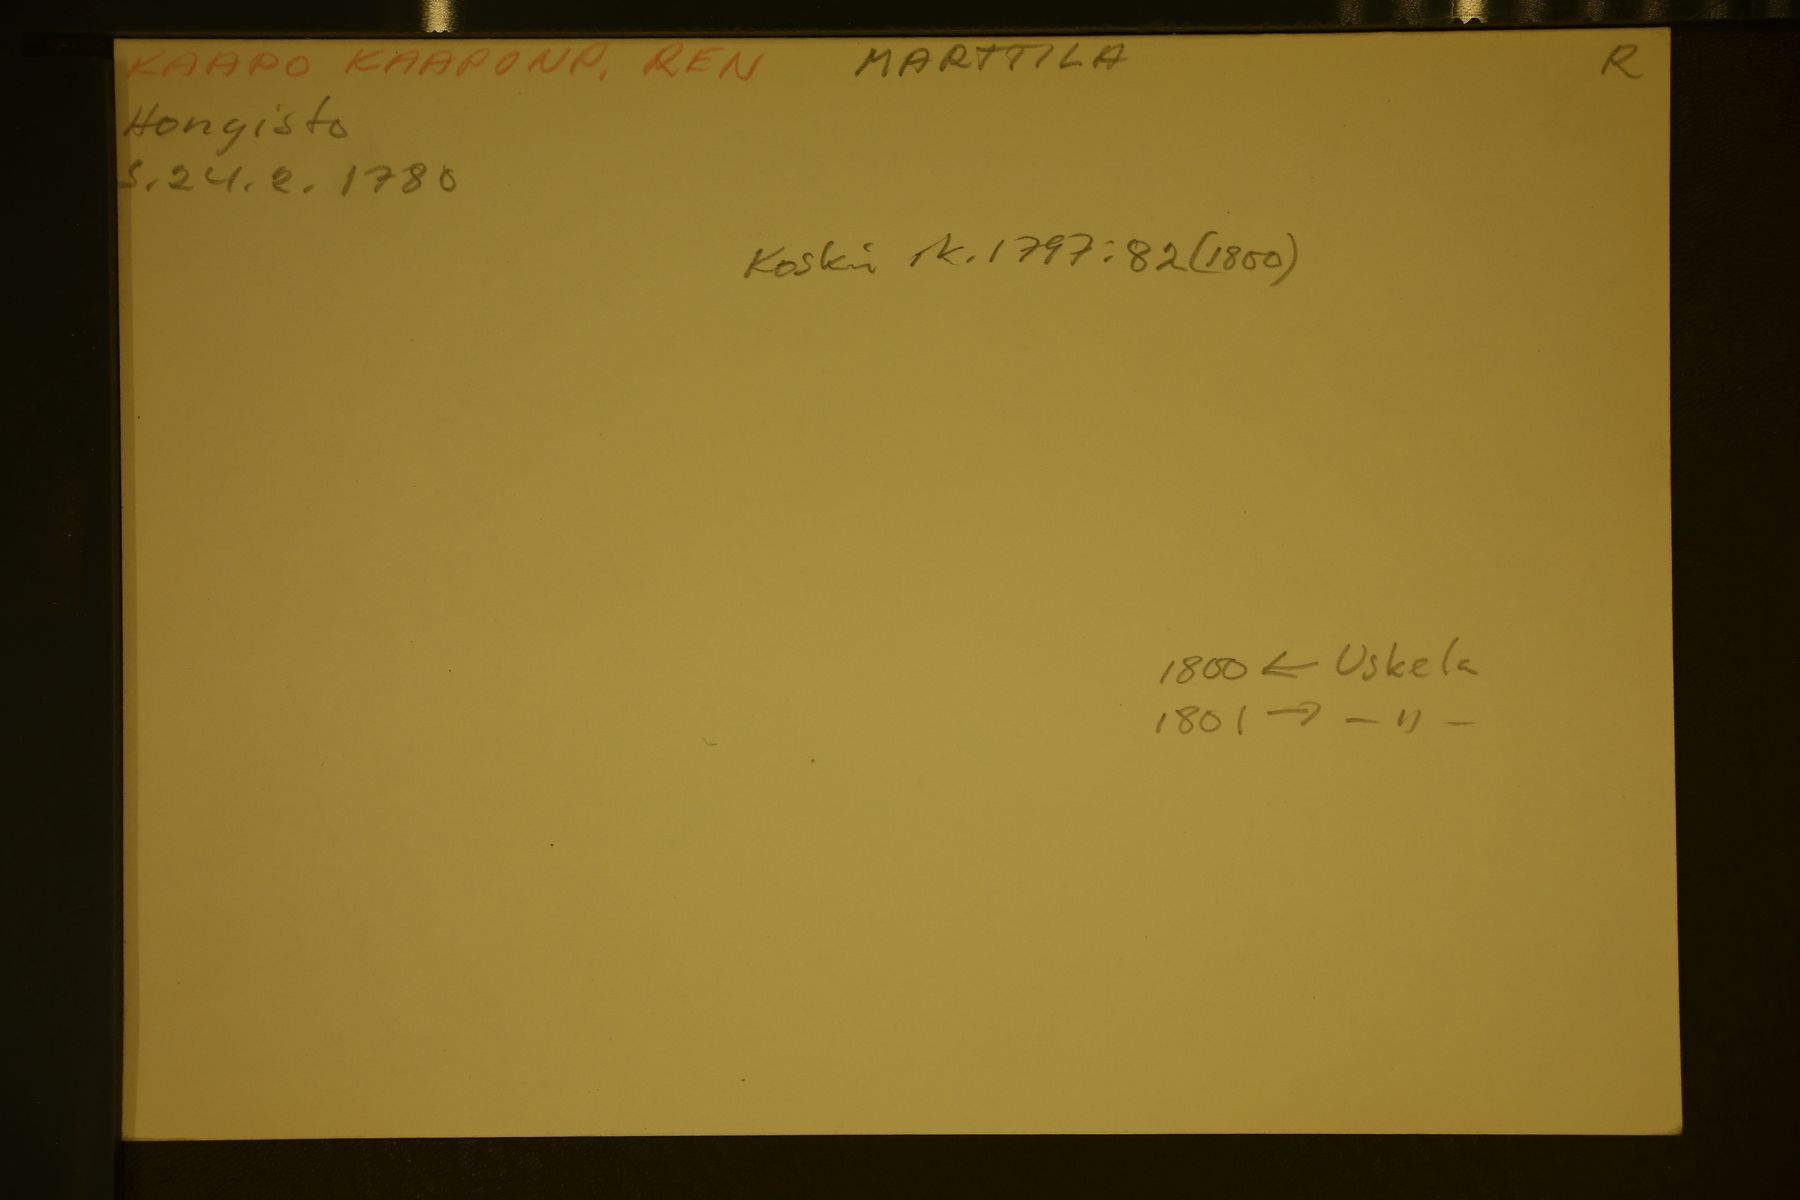 KAAPO KAAPONP. REN MARTTILA R
Hongisto
S.24.2. 1780
Koski rk. 1797:82(1800)
1800 ← Uskela
1801 → - " -